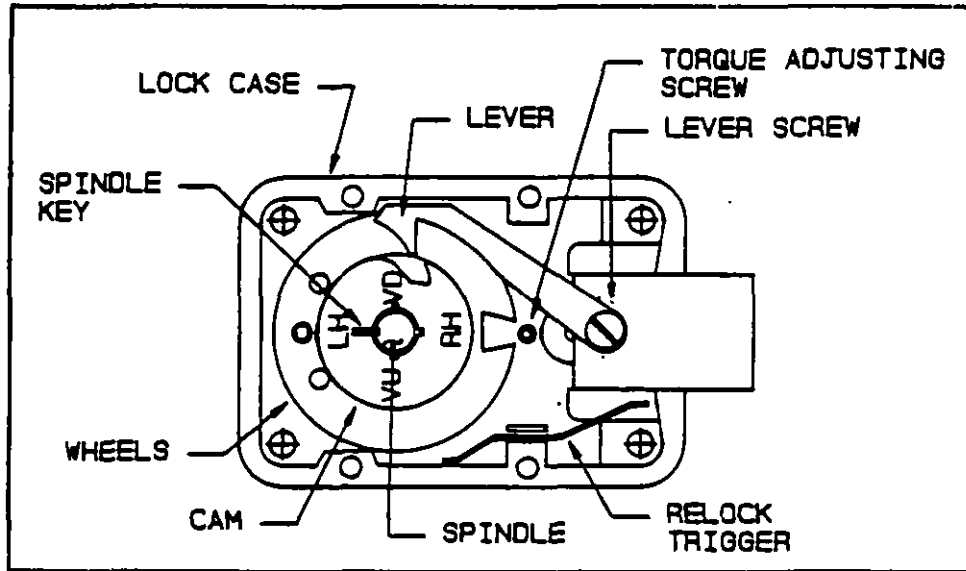 LOCK CASE
TORQUE ADJUSTING
SCREW
LEVER
LEVER SCREW
SPINDLE
KEY
VD
LH
RH
A
VU
WHEELS
CAM
SPINDLE
RELOCK
TRIGGER